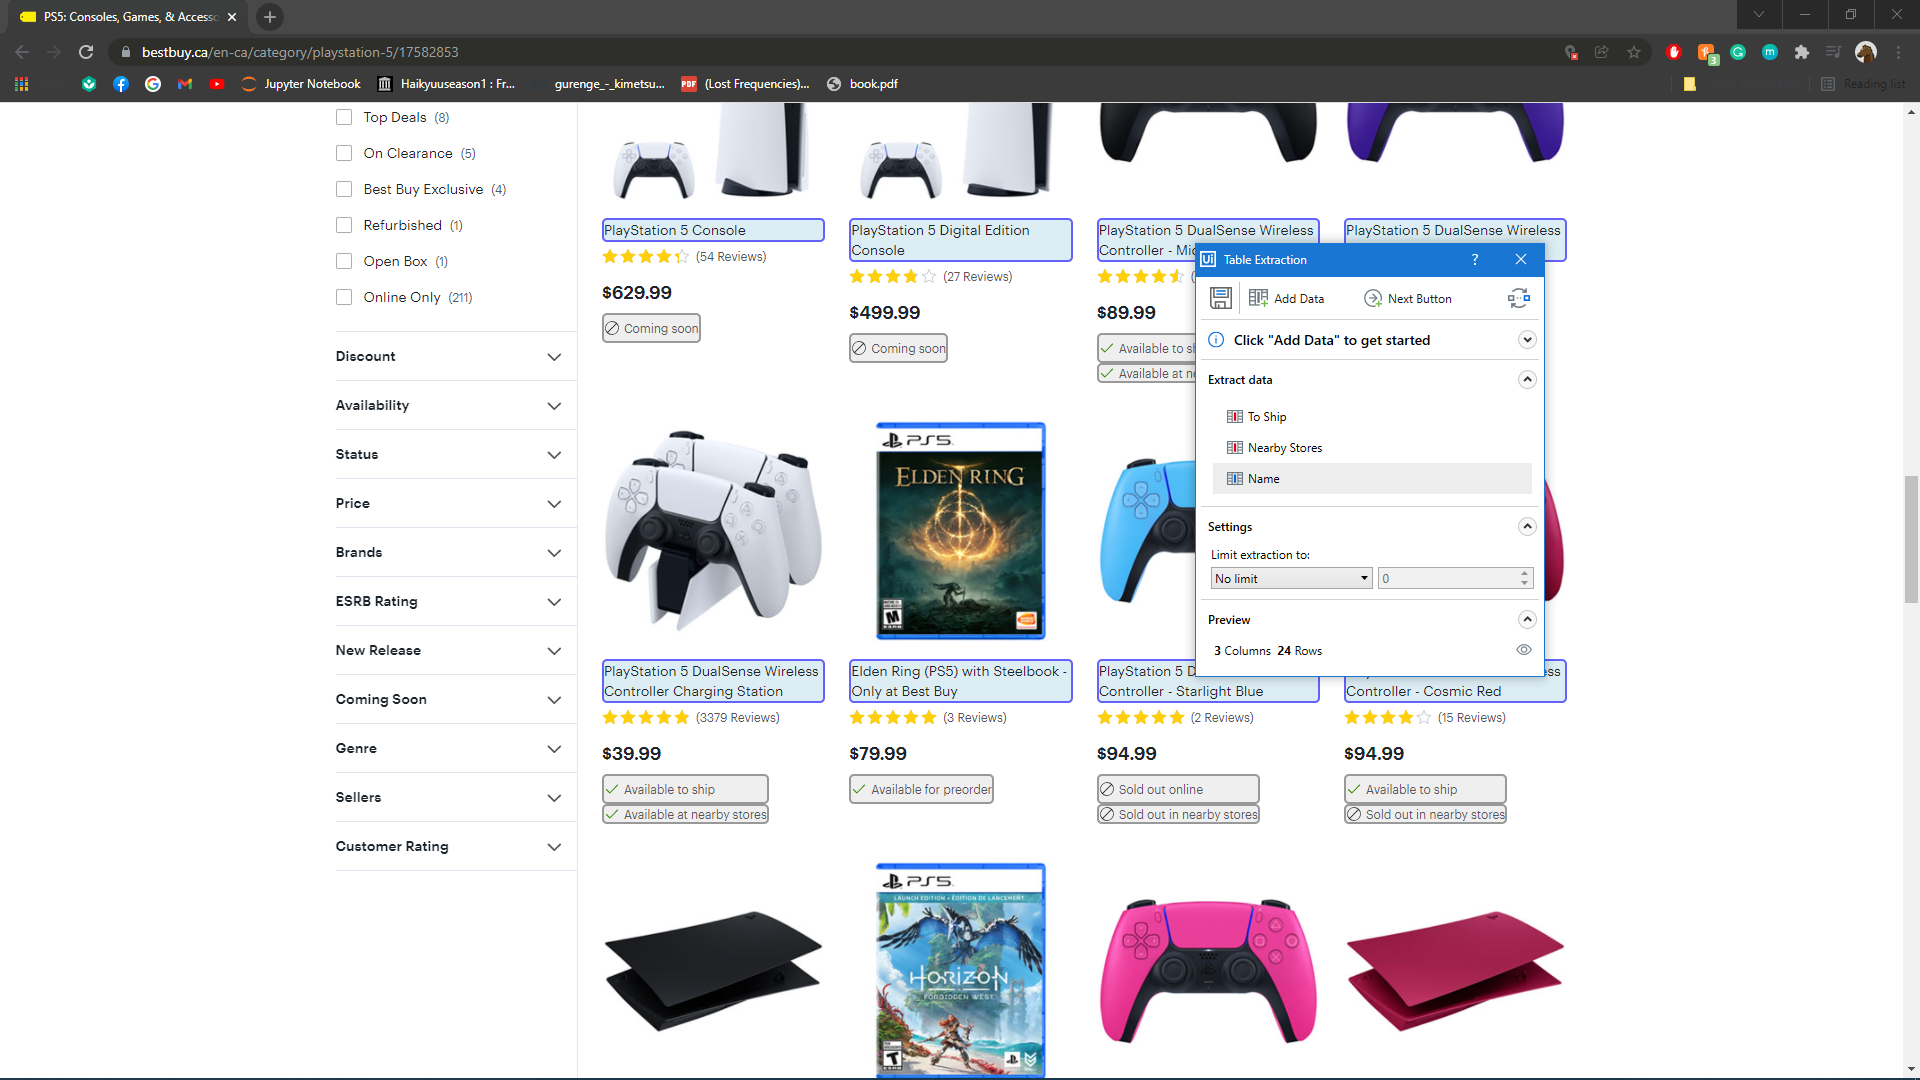 PS5: Consoles, Games, & Accesso
bestbuy.ca/en-ca/category/playstation-5/17582853
3
Jupyter Notebook
Haikyuuseason1 : Fr...
gurenge_-_kimetsu...
PDF
(Lost Frequencies)...
book.pdf
Reading list
Top Deals (8)
On Clearance (5)
Best Buy Exclusive (4)
Refurbished (1)
Open Box (1)
Online Only (211)
Discount
Availability
Status
Price
Brands
ESRB Rating
New Release
Coming Soon
Genre
Sellers
Customer Rating
PlayStation 5 Console
(54 Reviews)
$629.99
Coming soon
PlayStation 5 Digital Edition
Console
(27 Reviews)
$499.99
Coming soon
PlayStation 5 DualSense Wireless
Controller - Mid
$89.99
Available to sh
Available at ne
PlayStation 5 DualSense Wireless
Ui Table Extraction
?
Add Data
Next Button
Click "Add Data" to get started
Extract data
To Ship
Nearby Stores
Name
Settings
Limit extraction to:
No limit
0
Preview
3 Columns 24 Rows
PlayStation 5 DualSense Wireless
Controller Charging Station
(3379 Reviews)
$39.99
Available to ship
Available at nearby stores
PS5
ELDEN RING
M
Elden Ring (PS5) with Steelbook -
Only at Best Buy
(3 Reviews)
$79.99
Available for preorder
PlayStation 5 D
Controller - Starlight Blue
(2 Reviews)
$94.99
Sold out online
Sold out in nearby stores
eless
Controller - Cosmic Red
(15 Reviews)
$94.99
Available to ship
Sold out in nearby stores
PS5
LAUNCH EDITION • ÉDITION DE LANCEMENT
HORIZON
FORBIDDEN WEST
T